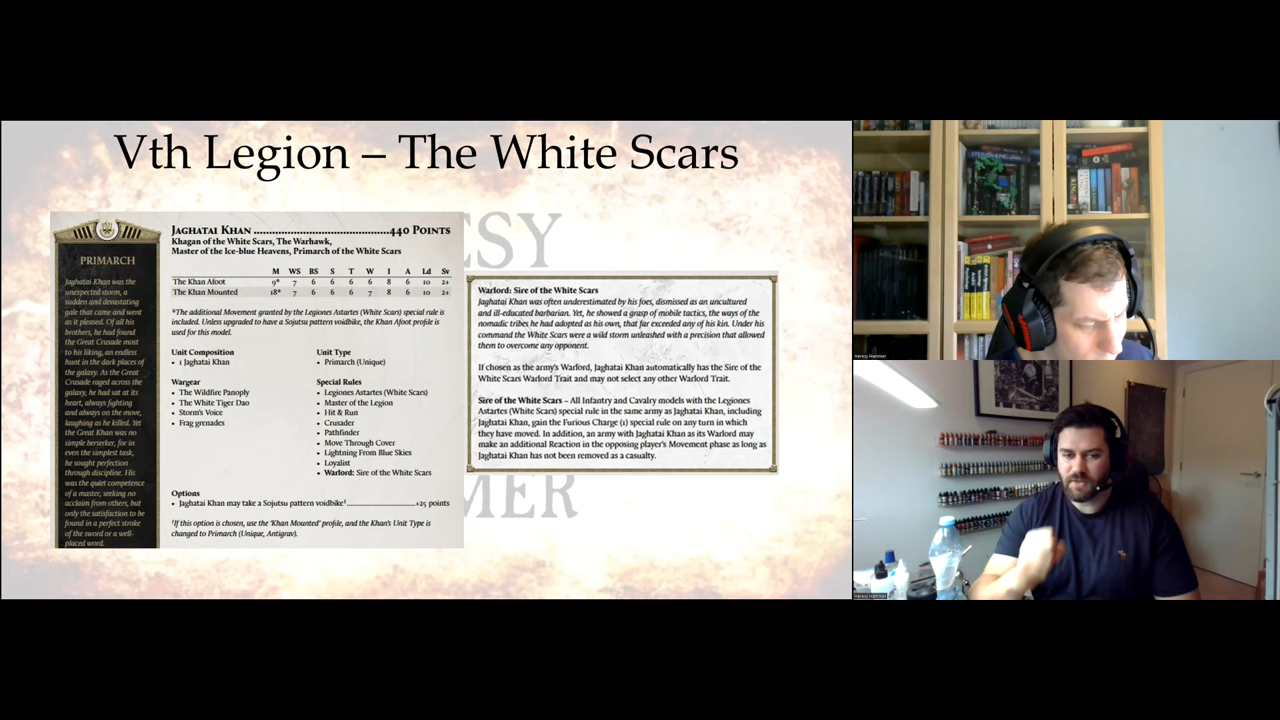 Vth Legion – The White Scars
PRIMARCH
Jaghatai Khan was the
unexpected storm, a
sudden and devastating
gale that came and went
as it pleased. Of all his
brothers, he had found
the Great Crusade most
to his liking, an endless
hunt in the dark places of
the galaxy. As the Great
Crusade raged across the
galaxy, he had sat at its
heart, always fighting
and always on the move,
laughing as he killed. Yet
the Great Khan was no
simple berserker, for in
even the simplest task,
he sought perfection
through discipline. His
was the quiet competence
of a master, seeking no
acclaim from others, but
only the satisfaction to be
found in a perfect stroke
of the sword or a well-
placed word.
JAGHATAI KHAN ..........................................440 POINTS
Khagan of the White Scars, The Warhawk,
Master of the Ice-blue Heavens, Primarch of the White Scars
M WS BS S T W I A Ld Sv
The Khan Afoot 9* 7 6 6 6 6 8 6 10 2+
The Khan Mounted 18* 7 6 6 6 7 8 6 10 2+
*The additional Movement granted by the Legiones Astartes (White Scars) special rule is
included. Unless upgraded to have a Sojutsu pattern voidbike, the Khan Afoot profile is
used for this model.
Unit Composition
• 1 Jaghatai Khan
Wargear
• The Wildfire Panoply
• The White Tiger Dao
• Storm's Voice
• Frag grenades
Unit Type
• Primarch (Unique)
Special Rules
• Legiones Astartes (White Scars)
• Master of the Legion
• Hit & Run
• Crusader
• Pathfinder
• Move Through Cover
• Lightning From Blue Skies
• Loyalist
• Warlord: Sire of the White Scars
Options
• Jaghatai Khan may take a Sojutsu pattern voidbike†..............................+25 points
†If this option is chosen, use the 'Khan Mounted' profile, and the Khan's Unit Type is
changed to Primarch (Unique, Antigrav).
ESY
MER
Warlord: Sire of the White Scars
Jaghatai Khan was often underestimated by his foes, dismissed as an uncultured
and ill-educated barbarian. Yet, he showed a grasp of mobile tactics, the ways of the
nomadic tribes he had adopted as his own, that far exceeded any of his kin. Under his
command the White Scars were a wild storm unleashed with a precision that allowed
them to overcome any opponent.
If chosen as the army's Warlord, Jaghatai Khan automatically has the Sire of the
White Scars Warlord Trait and may not select any other Warlord Trait.
Sire of the White Scars – All Infantry and Cavalry models with the Legiones
Astartes (White Scars) special rule in the same army as Jaghatai Khan, including
Jaghatai Khan, gain the Furious Charge (1) special rule on any turn in which
they have moved. In addition, an army with Jaghatai Khan as its Warlord may
make an additional Reaction in the opposing player's Movement phase as long as
Jaghatai Khan has not been removed as a casualty.